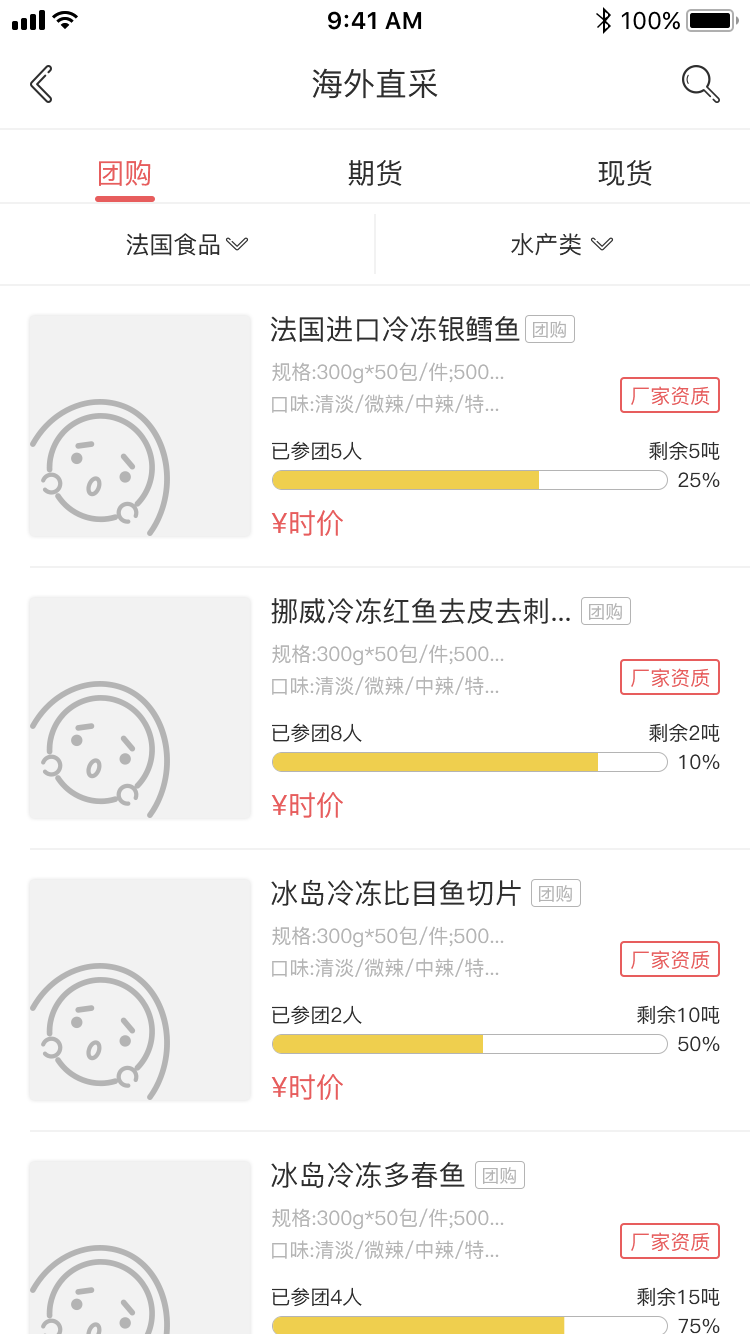 9:41 AM 100%
海外直采
团购 期货 现货
法国食品 水产类
法国进口冷冻银鳕鱼 团购
规格:300g*50包/件;500...
口味:清淡/微辣/中辣/特...
厂家资质
已参团5人 剩余5吨
25%
¥时价
挪威冷冻红鱼去皮去刺... 团购
规格:300g*50包/件;500...
口味:清淡/微辣/中辣/特...
厂家资质
已参团8人 剩余2吨
10%
¥时价
冰岛冷冻比目鱼切片 团购
规格:300g*50包/件;500...
口味:清淡/微辣/中辣/特...
厂家资质
已参团2人 剩余10吨
50%
¥时价
冰岛冷冻多春鱼 团购
规格:300g*50包/件;500...
口味:清淡/微辣/中辣/特...
厂家资质
已参团4人 剩余15吨
75%